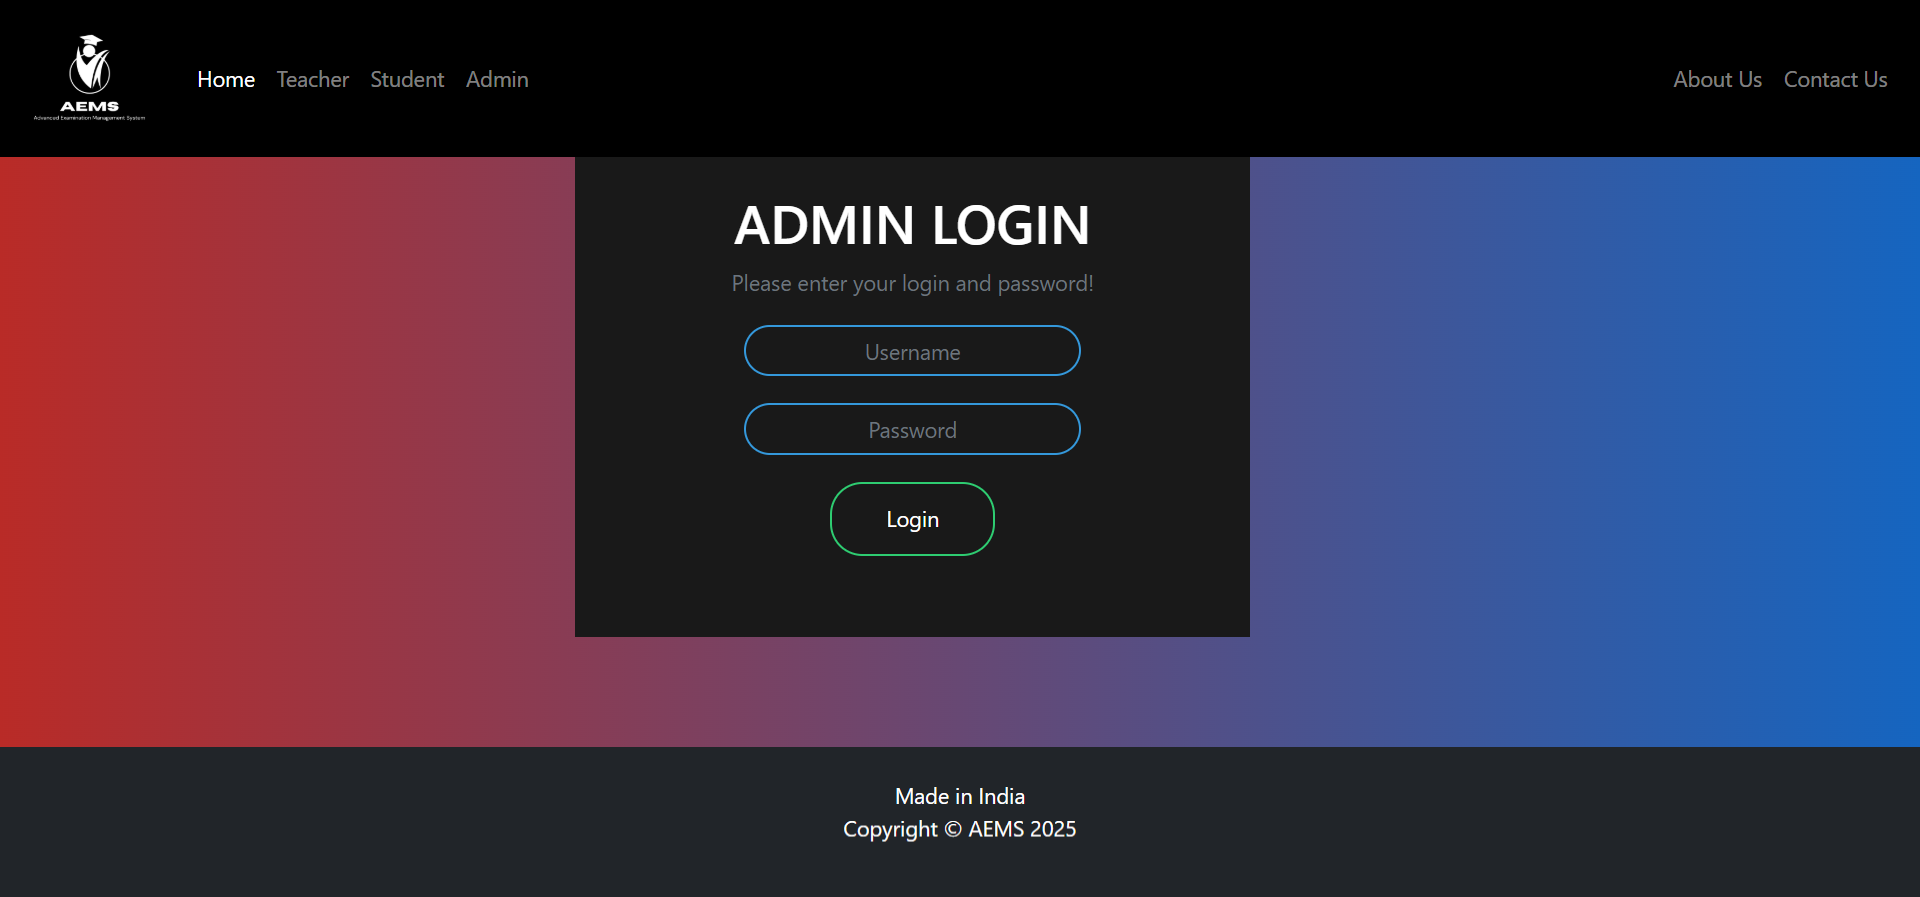 AEMS
Advanced Examination Management System
Home Teacher Student Admin
About Us Contact Us
ADMIN LOGIN
Please enter your login and password!
Username
Password
Login
Made in India
Copyright © AEMS 2025